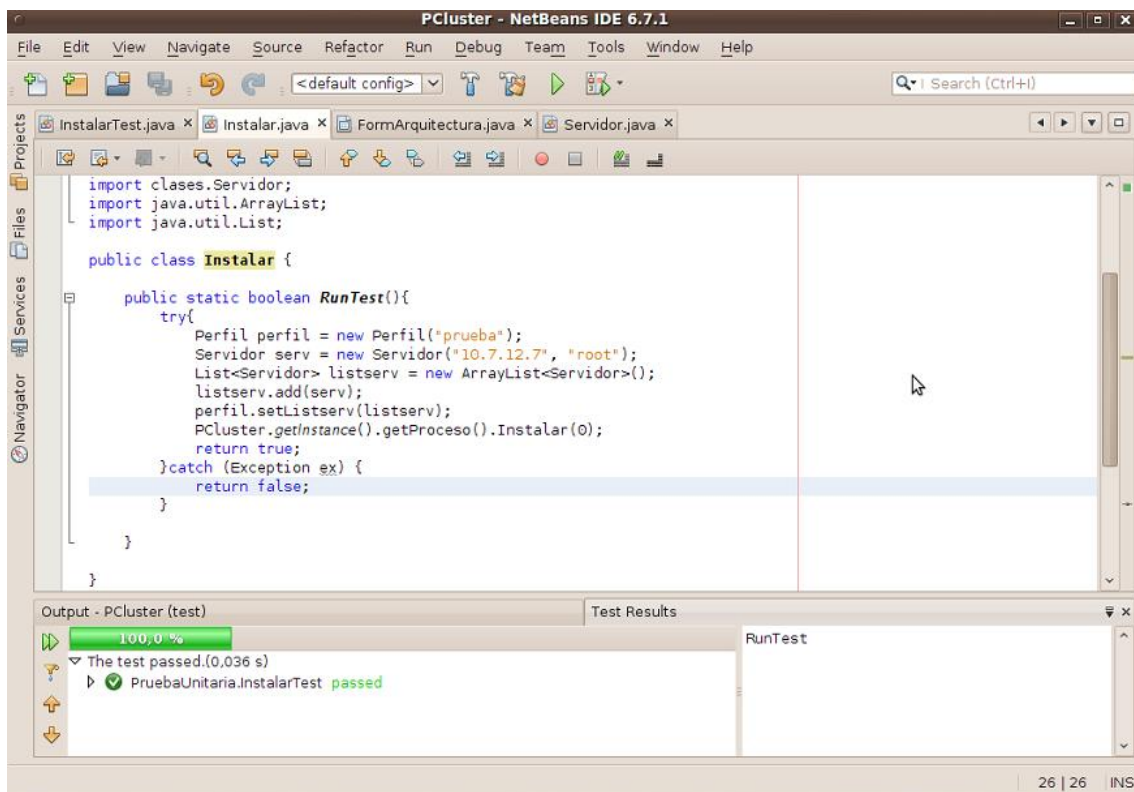 PCluster - NetBeans IDE 6.7.1
File Edit View Navigate Source Refactor Run Debug Team Tools Window Help
<default config> Search (Ctrl+I)
InstalarTest.java Instalar.java FormArquitectura.java Servidor.java
Projects
Files
Services
Navigator
import clases.Servidor;
import java.util.ArrayList;
import java.util.List;
public class Instalar {
public static boolean RunTest(){
try{
Perfil perfil = new Perfil("prueba");
Servidor serv = new Servidor("10.7.12.7", "root");
List<Servidor> listserv = new ArrayList<Servidor>();
listserv.add(serv);
perfil.setListserv(listserv);
PCluster.getInstance().getProceso().Instalar(0);
return true;
}catch (Exception ex) {
return false;
}
}
}
Output - PCluster (test) Test Results
100,0 % RunTest
The test passed.(0,036 s)
PruebaUnitaria.InstalarTest passed
26 | 26 INS